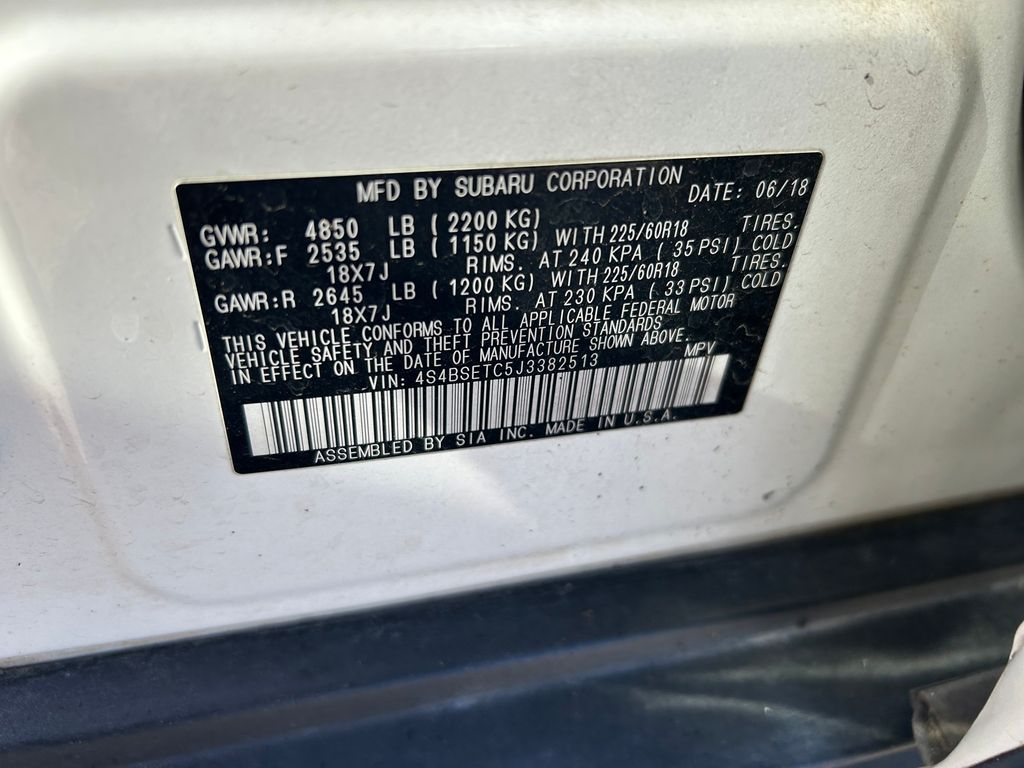 MFD BY SUBARU CORPORATION DATE: 06/18
GVWR: 4850 LB ( 2200 KG)
GAWR:F 2535 LB ( 1150 KG) WITH 225/60R18 TIRES.
18X7J RIMS. AT 240 KPA ( 35 PSI) COLD
GAWR:R 2645 LB ( 1200 KG) WITH 225/60R18 TIRES.
18X7J RIMS. AT 230 KPA ( 33 PSI) COLD
THIS VEHICLE CONFORMS TO ALL APPLICABLE FEDERAL MOTOR
VEHICLE SAFETY AND THEFT PREVENTION STANDARDS
IN EFFECT ON THE DATE OF MANUFACTURE SHOWN ABOVE.
VIN: 4S4BSETC5J3382513 MPV
ASSEMBLED BY SIA INC. MADE IN U.S.A.